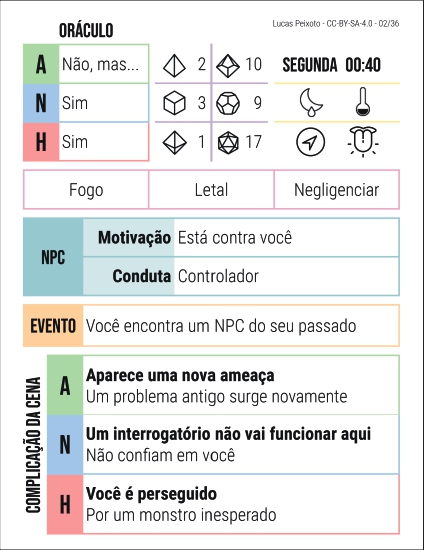 Lucas Peixoto - CC-BY-SA-4.0 - 02/36
ORÁCULO
A Não, mas...
N Sim
H Sim
2 10
3 9
1 17
SEGUNDA 00:40
Fogo Letal Negligenciar
NPC
Motivação Está contra você
Conduta Controlador
EVENTO Você encontra um NPC do seu passado
COMPLICAÇÃO DA CENA
A
Aparece uma nova ameaça
Um problema antigo surge novamente
N
Um interrogatório não vai funcionar aqui
Não confiam em você
H
Você é perseguido
Por um monstro inesperado